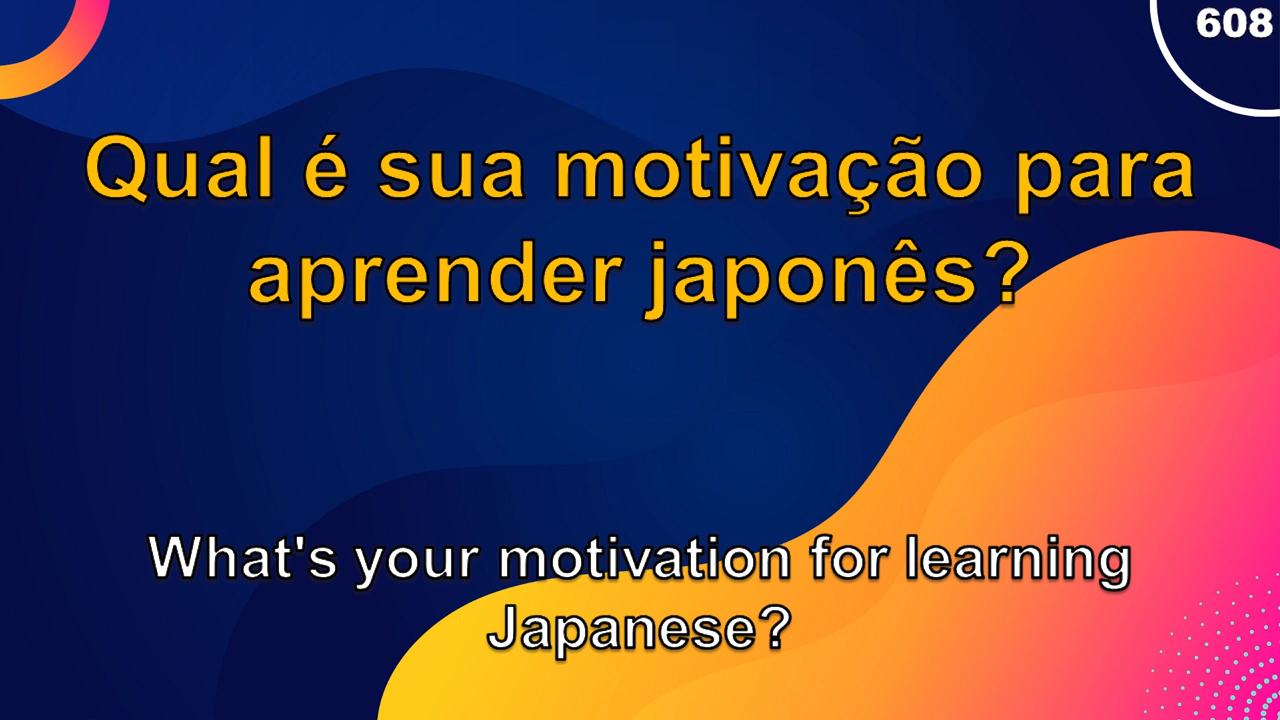 608
Qual é sua motivação para
aprender japonês?
What's your motivation for learning
Japanese?